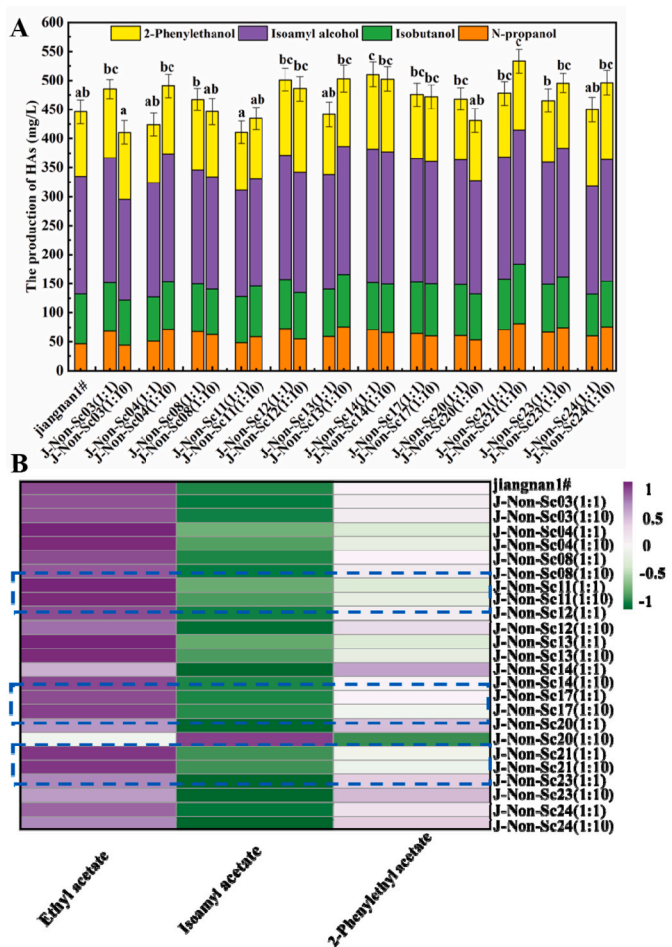 A
2-Phenylethanol
Isoamyl alcohol
Isobutanol
N-propanol
The production of HAs (mg/L)
600
550
500
450
400
350
300
250
200
150
100
50
0
ab
bc
a
ab
bc
b
ab
a
ab
bc
bc
ab
bc
c
bc
bc
bc
bc
ab
bc
c
b
bc
ab
bc
jiangnan1#
J-Non-Sc03(1:1)
J-Non-Sc03(1:10)
J-Non-Sc04(1:1)
J-Non-Sc04(1:10)
J-Non-Sc08(1:1)
J-Non-Sc08(1:10)
J-Non-Sc11(1:1)
J-Non-Sc11(1:10)
J-Non-Sc12(1:1)
J-Non-Sc12(1:10)
J-Non-Sc13(1:1)
J-Non-Sc13(1:10)
J-Non-Sc14(1:1)
J-Non-Sc14(1:10)
J-Non-Sc17(1:1)
J-Non-Sc17(1:10)
J-Non-Sc20(1:1)
J-Non-Sc20(1:10)
J-Non-Sc21(1:1)
J-Non-Sc21(1:10)
J-Non-Sc23(1:1)
J-Non-Sc23(1:10)
J-Non-Sc24(1:1)
J-Non-Sc24(1:10)
B
jiangnan1#
J-Non-Sc03(1:1)
J-Non-Sc03(1:10)
J-Non-Sc04(1:1)
J-Non-Sc04(1:10)
J-Non-Sc08(1:1)
J-Non-Sc08(1:10)
J-Non-Sc11(1:1)
J-Non-Sc11(1:10)
J-Non-Sc12(1:1)
J-Non-Sc12(1:10)
J-Non-Sc13(1:1)
J-Non-Sc13(1:10)
J-Non-Sc14(1:1)
J-Non-Sc14(1:10)
J-Non-Sc17(1:1)
J-Non-Sc17(1:10)
J-Non-Sc20(1:1)
J-Non-Sc20(1:10)
J-Non-Sc21(1:1)
J-Non-Sc21(1:10)
J-Non-Sc23(1:1)
J-Non-Sc23(1:10)
J-Non-Sc24(1:1)
J-Non-Sc24(1:10)
1
0.5
0
-0.5
-1
Ethyl acetate
Isoamyl acetate
2-Phenylethyl acetate